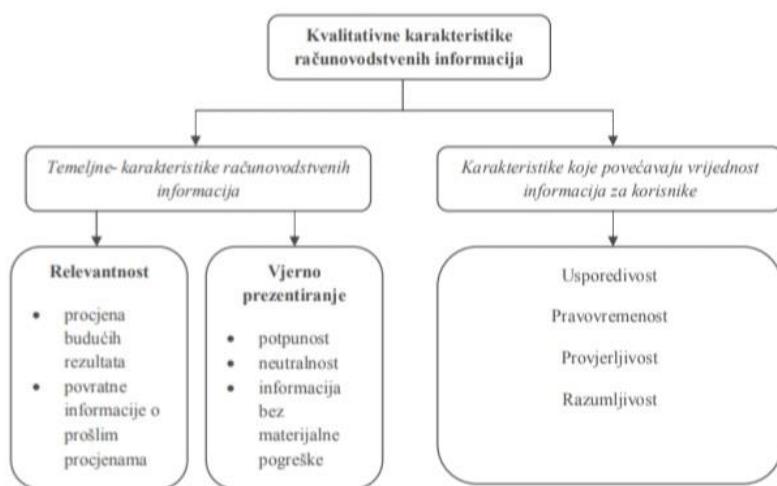 Kvalitativne karakteristike
računovodstvenih informacija
Temeljne- karakteristike računovodstvenih
informacija
Karakteristike koje povećavaju vrijednost
informacija za korisnike
Relevantnost
• procjena
budućih
rezultata
• povratne
informacije o
prošlim
procjenama
Vjerno
prezentiranje
• potpunost
• neutralnost
• informacija
bez
materijalne
pogreške
Usporedivost
Pravovremenost
Provjerljivost
Razumljivost